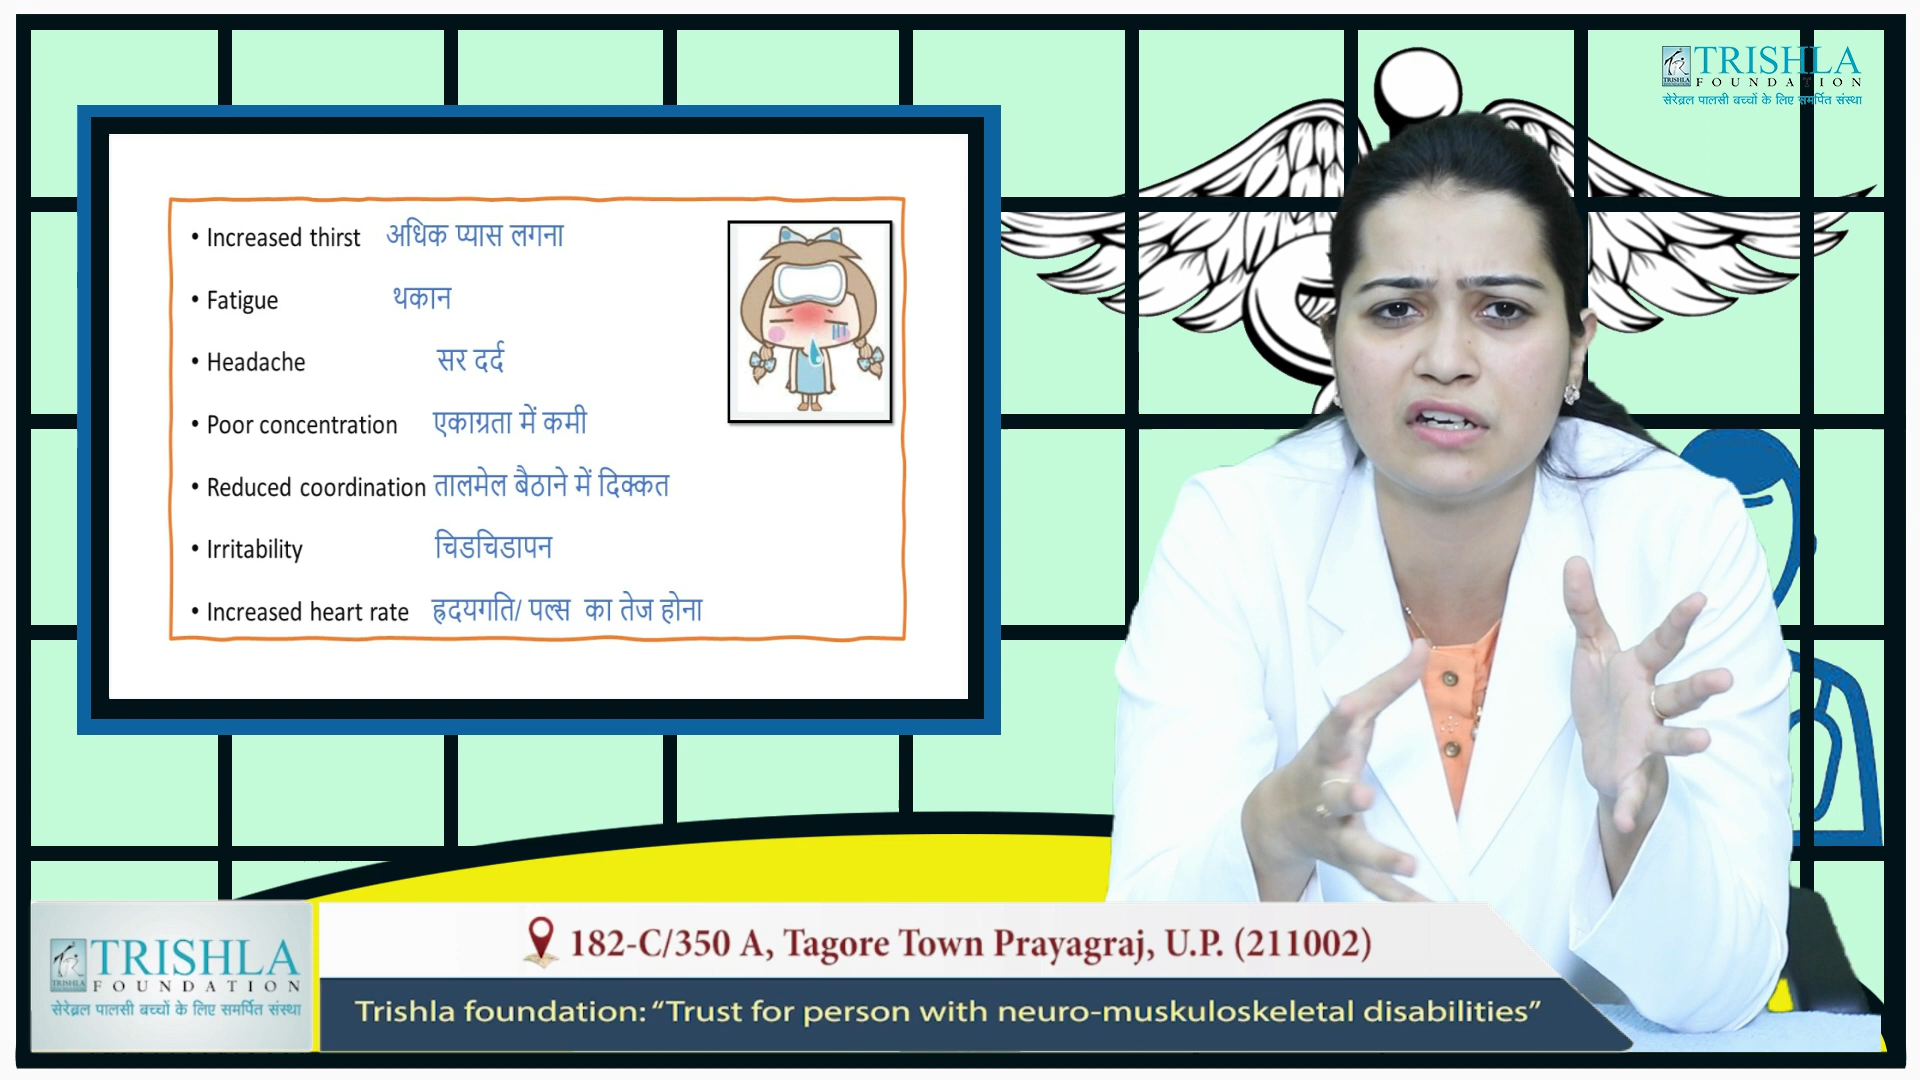 TRISHLA
FOUNDATION
सेरेब्रल पालसी बच्चों के लिए समर्पित संस्था
• Increased thirst अधिक प्यास लगना
• Fatigue थकान
• Headache सर दर्द
• Poor concentration एकाग्रता में कमी
• Reduced coordination तालमेल बैठाने में दिक्कत
• Irritability चिडचिडापन
• Increased heart rate ह्रदयगति/ पल्स का तेज होना
182-C/350 A, Tagore Town Prayagraj, U.P. (211002)
TRISHLA
FOUNDATION
सेरेब्रल पालसी बच्चों के लिए समर्पित संस्था
Trishla foundation: “Trust for person with neuro-muskuloskeletal disabilities”